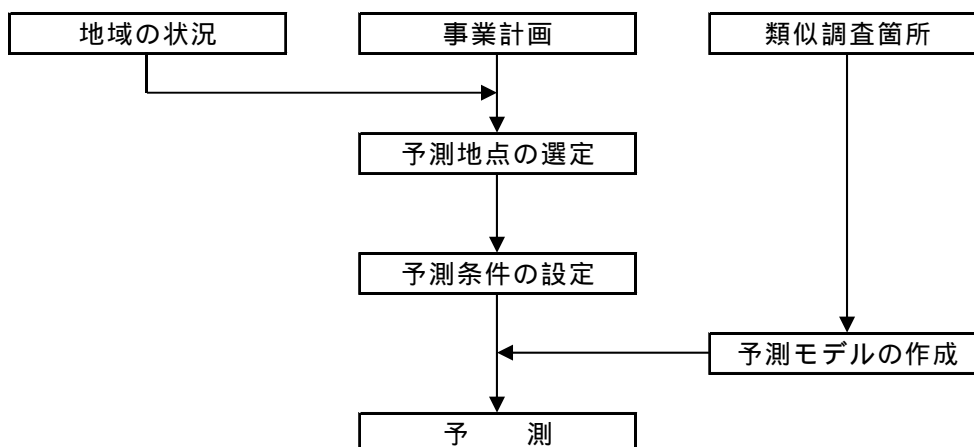 地域の状況
事業計画
類似調査箇所
予測地点の選定
予測条件の設定
予測モデルの作成
予　　測